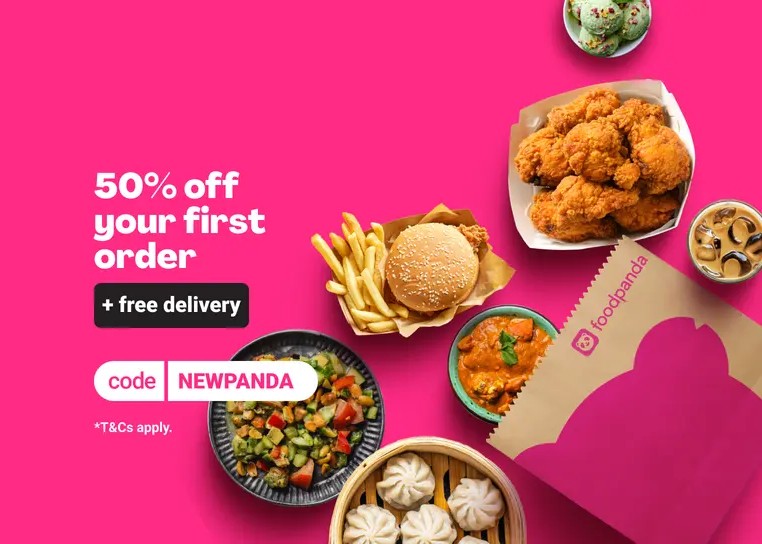 50% off
your first
order
+ free delivery
code NEWPANDA
*T&Cs apply.
foodpanda